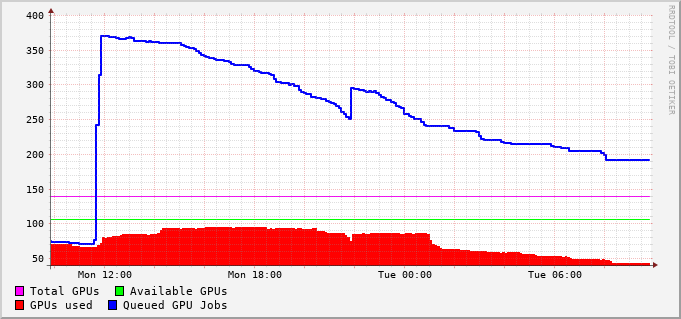 400
350
300
250
200
150
100
50
Mon 12:00 Mon 18:00 Tue 00:00 Tue 06:00
Total GPUs Available GPUs
GPUs used Queued GPU Jobs
RRDTOOL / TOBI OETIKER